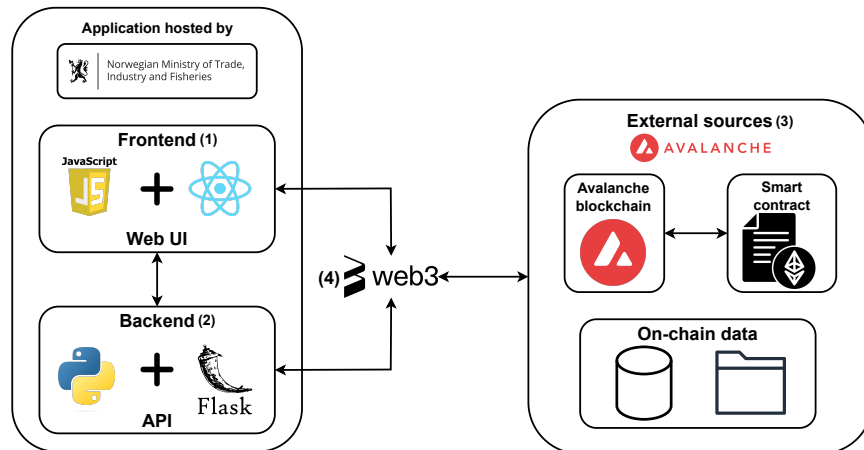 Application hosted by
Norwegian Ministry of Trade,
Industry and Fisheries
Frontend (1)
JavaScript
JS
Web UI
Backend (2)
Flask
API
(4) web3
External sources (3)
AVALANCHE
Avalanche
blockchain
Smart
contract
On-chain data